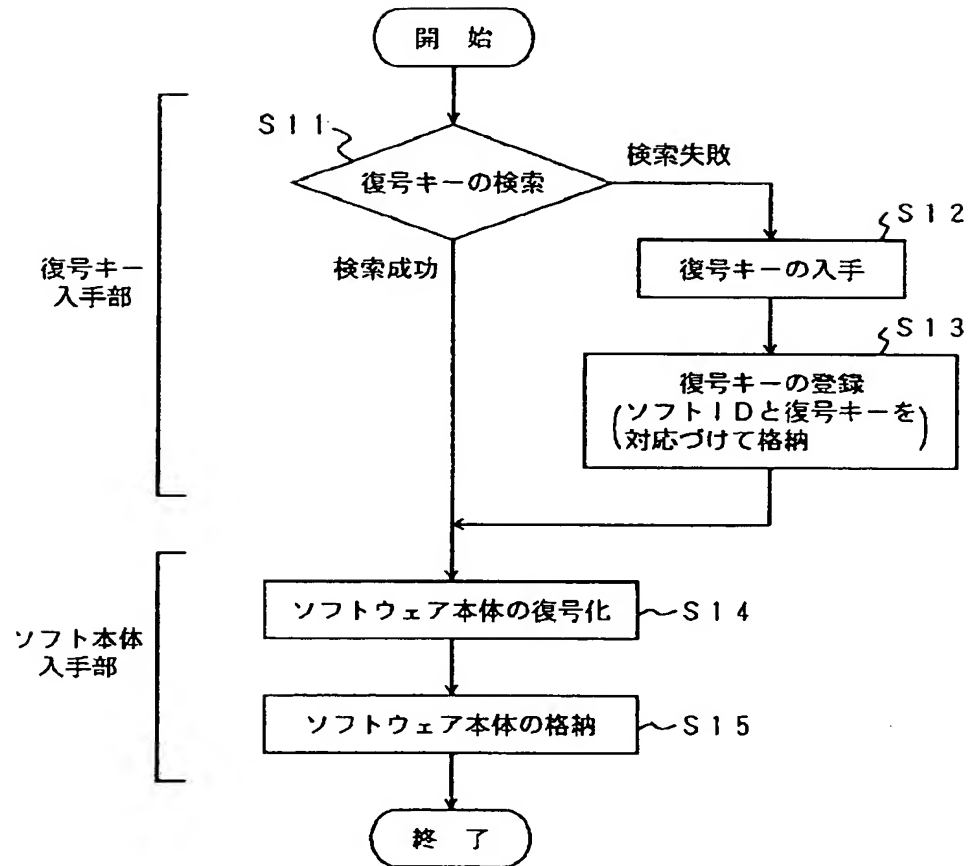 開 始
S11
復号キーの検索
検索失敗
S12
復号キーの入手
検索成功
復号キー
入手部
S13
復号キーの登録
(ソフトIDと復号キーを
対応づけて格納)
ソフトウェア本体の復号化
S14
ソフト本体
入手部
ソフトウェア本体の格納
S15
終 了